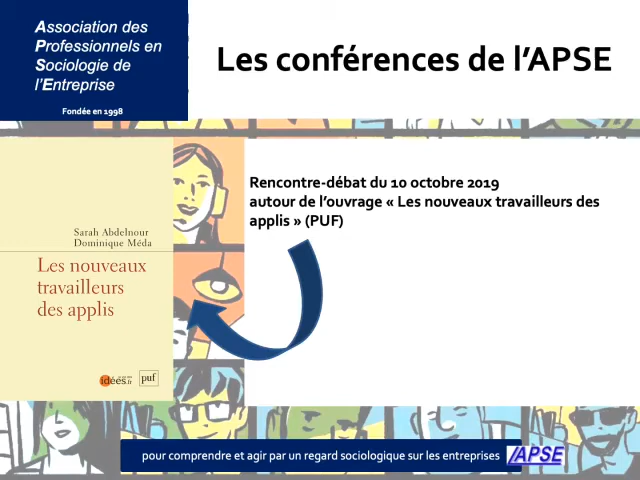 Association des
Professionnels en
Sociologie de
l'Entreprise
Fondée en 1998
Les conférences de l'APSE
Rencontre-débat du 10 octobre 2019
autour de l'ouvrage « Les nouveaux travailleurs des
applis » (PUF)
Sarah Abdelnour
Dominique Méda
Les nouveaux
travailleurs
des applis
idées.fr
puf
pour comprendre et agir par un regard sociologique sur les entreprises
APSE